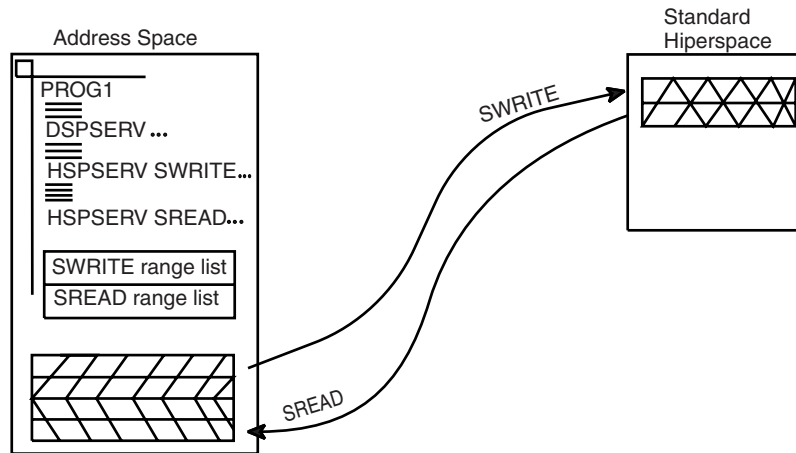 Address Space
PROG1
DSPSERV ...
HSPSERV SWRITE...
HSPSERV SREAD...
SWRITE range list
SREAD range list
SWRITE
SREAD
Standard
Hiperspace